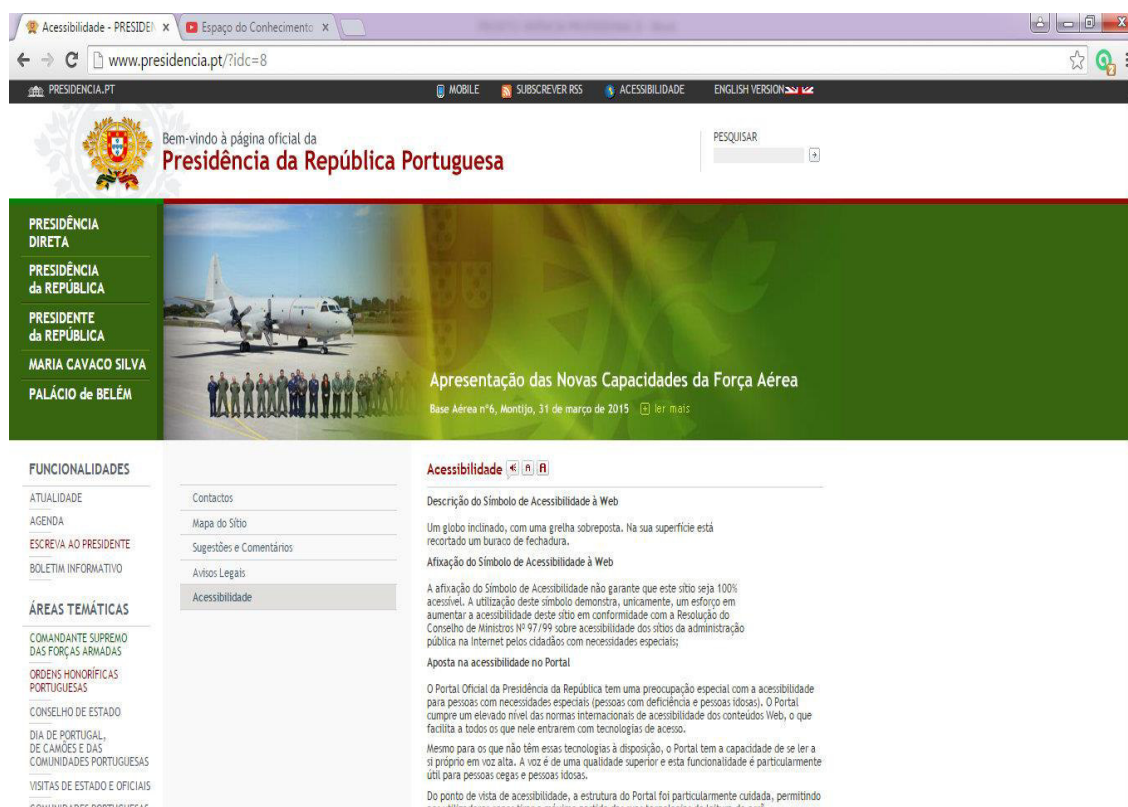 Acessibilidade - PRESIDEN
Espaço do Conhecimento
www.presidencia.pt/?idc=8
PRESIDENCIA.PT
MOBILE
SUBSCREVER RSS
ACESSIBILIDADE
ENGLISH VERSION
Bem-vindo à página oficial da
Presidência da República Portuguesa
PESQUISAR
PRESIDÊNCIA
DIRETA
PRESIDÊNCIA
da REPÚBLICA
PRESIDENTE
da REPÚBLICA
MARIA CAVACO SILVA
PALÁCIO de BELÉM
Apresentação das Novas Capacidades da Força Aérea
Base Aérea nº6, Montijo, 31 de março de 2015 ler mais
FUNCIONALIDADES
ATUALIDADE
AGENDA
ESCREVA AO PRESIDENTE
BOLETIM INFORMATIVO
ÁREAS TEMÁTICAS
COMANDANTE SUPREMO
DAS FORÇAS ARMADAS
ORDENS HONORÍFICAS
PORTUGUESAS
CONSELHO DE ESTADO
DIA DE PORTUGAL,
DE CAMÕES E DAS
COMUNIDADES PORTUGUESAS
VISITAS DE ESTADO E OFICIAIS
COMUNIDADES PORTUGUESAS
Contactos
Mapa do Sítio
Sugestões e Comentários
Avisos Legais
Acessibilidade
Acessibilidade A A
Descrição do Símbolo de Acessibilidade à Web
Um globo inclinado, com uma grelha sobreposta. Na sua superfície está
recortado um buraco de fechadura.
Afixação do Símbolo de Acessibilidade à Web
A afixação do Símbolo de Acessibilidade não garante que este sítio seja 100%
acessível. A utilização deste símbolo demonstra, unicamente, um esforço em
aumentar a acessibilidade deste sítio em conformidade com a Resolução do
Conselho de Ministros Nº 97/99 sobre acessibilidade dos sítios da administração
pública na Internet pelos cidadãos com necessidades especiais;
Aposta na acessibilidade no Portal
O Portal Oficial da Presidência da República tem uma preocupação especial com a acessibilidade
para pessoas com necessidades especiais (pessoas com deficiência e pessoas idosas). O Portal
cumpre um elevado nível das normas internacionais de acessibilidade dos conteúdos Web, o que
facilita a todos os que nele entrarem com tecnologias de acesso.
Mesmo para os que não têm essas tecnologias à disposição, o Portal tem a capacidade de se ler a
si próprio em voz alta. A voz é de uma qualidade superior e esta funcionalidade é particularmente
útil para pessoas cegas e pessoas idosas.
Do ponto de vista de acessibilidade, a estrutura do Portal foi particularmente cuidada, permitindo